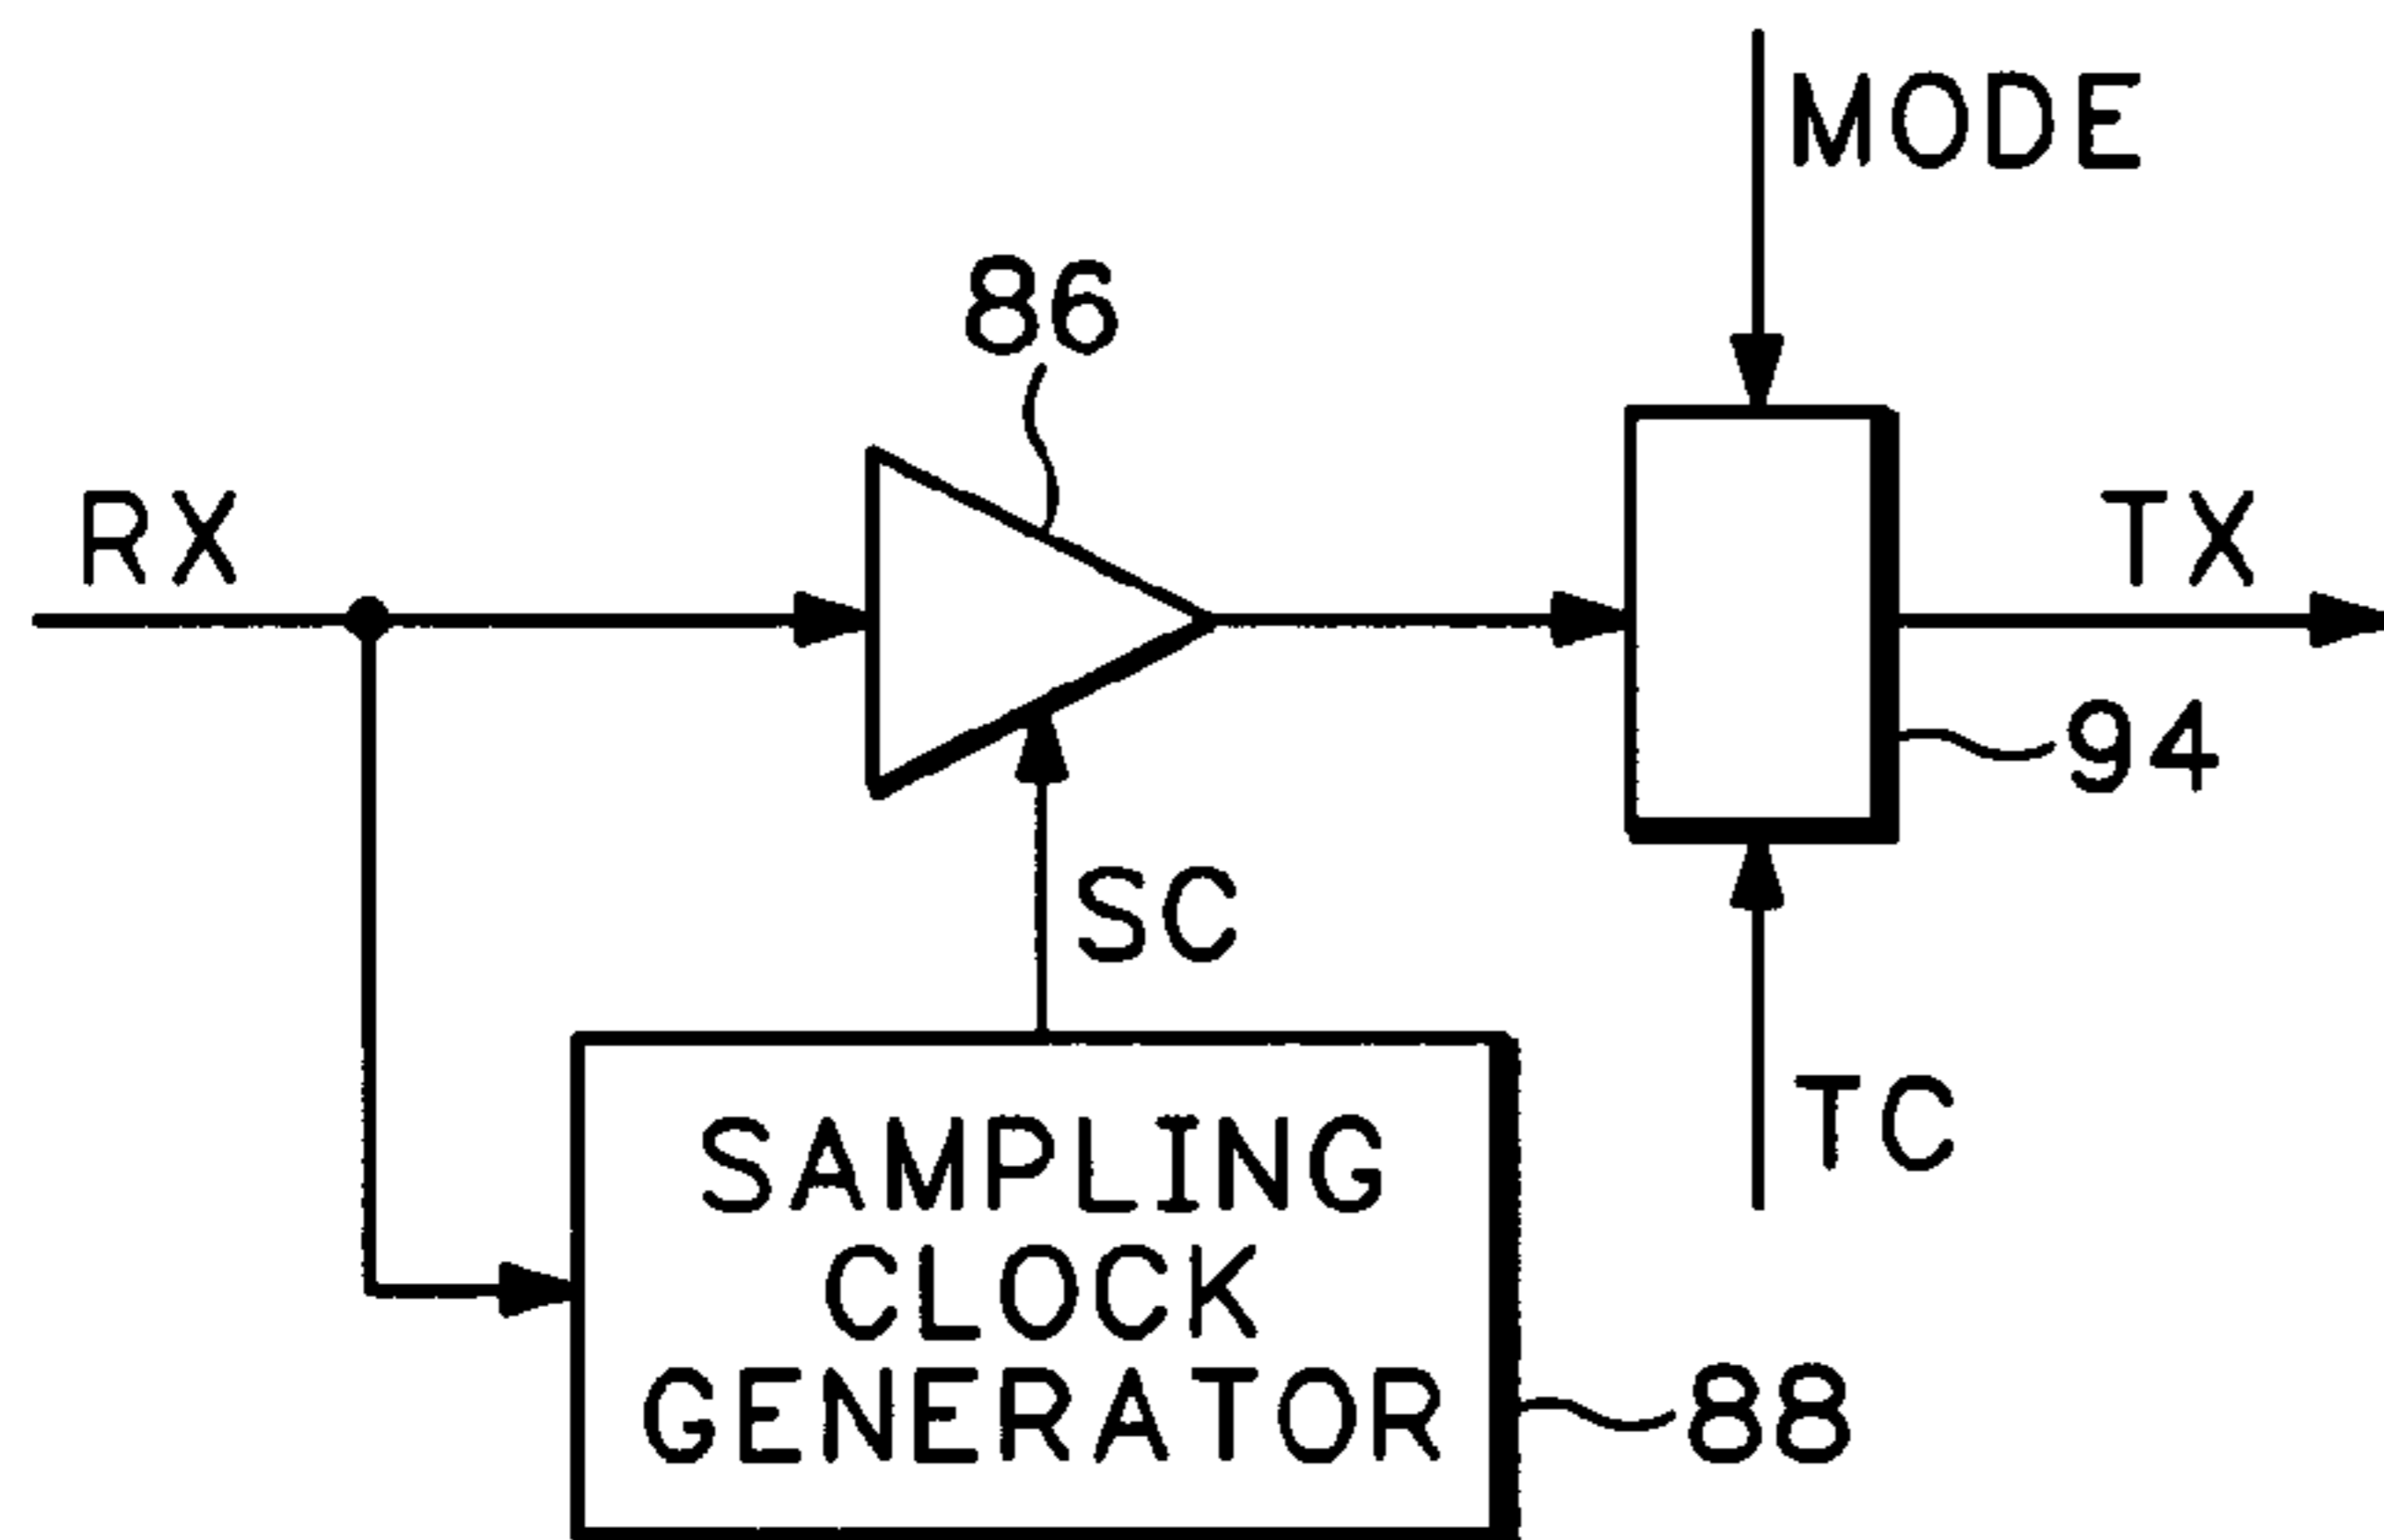 MODE
86
RX
TX
94
SC
TC
SAMPLING
CLOCK
GENERATOR
88